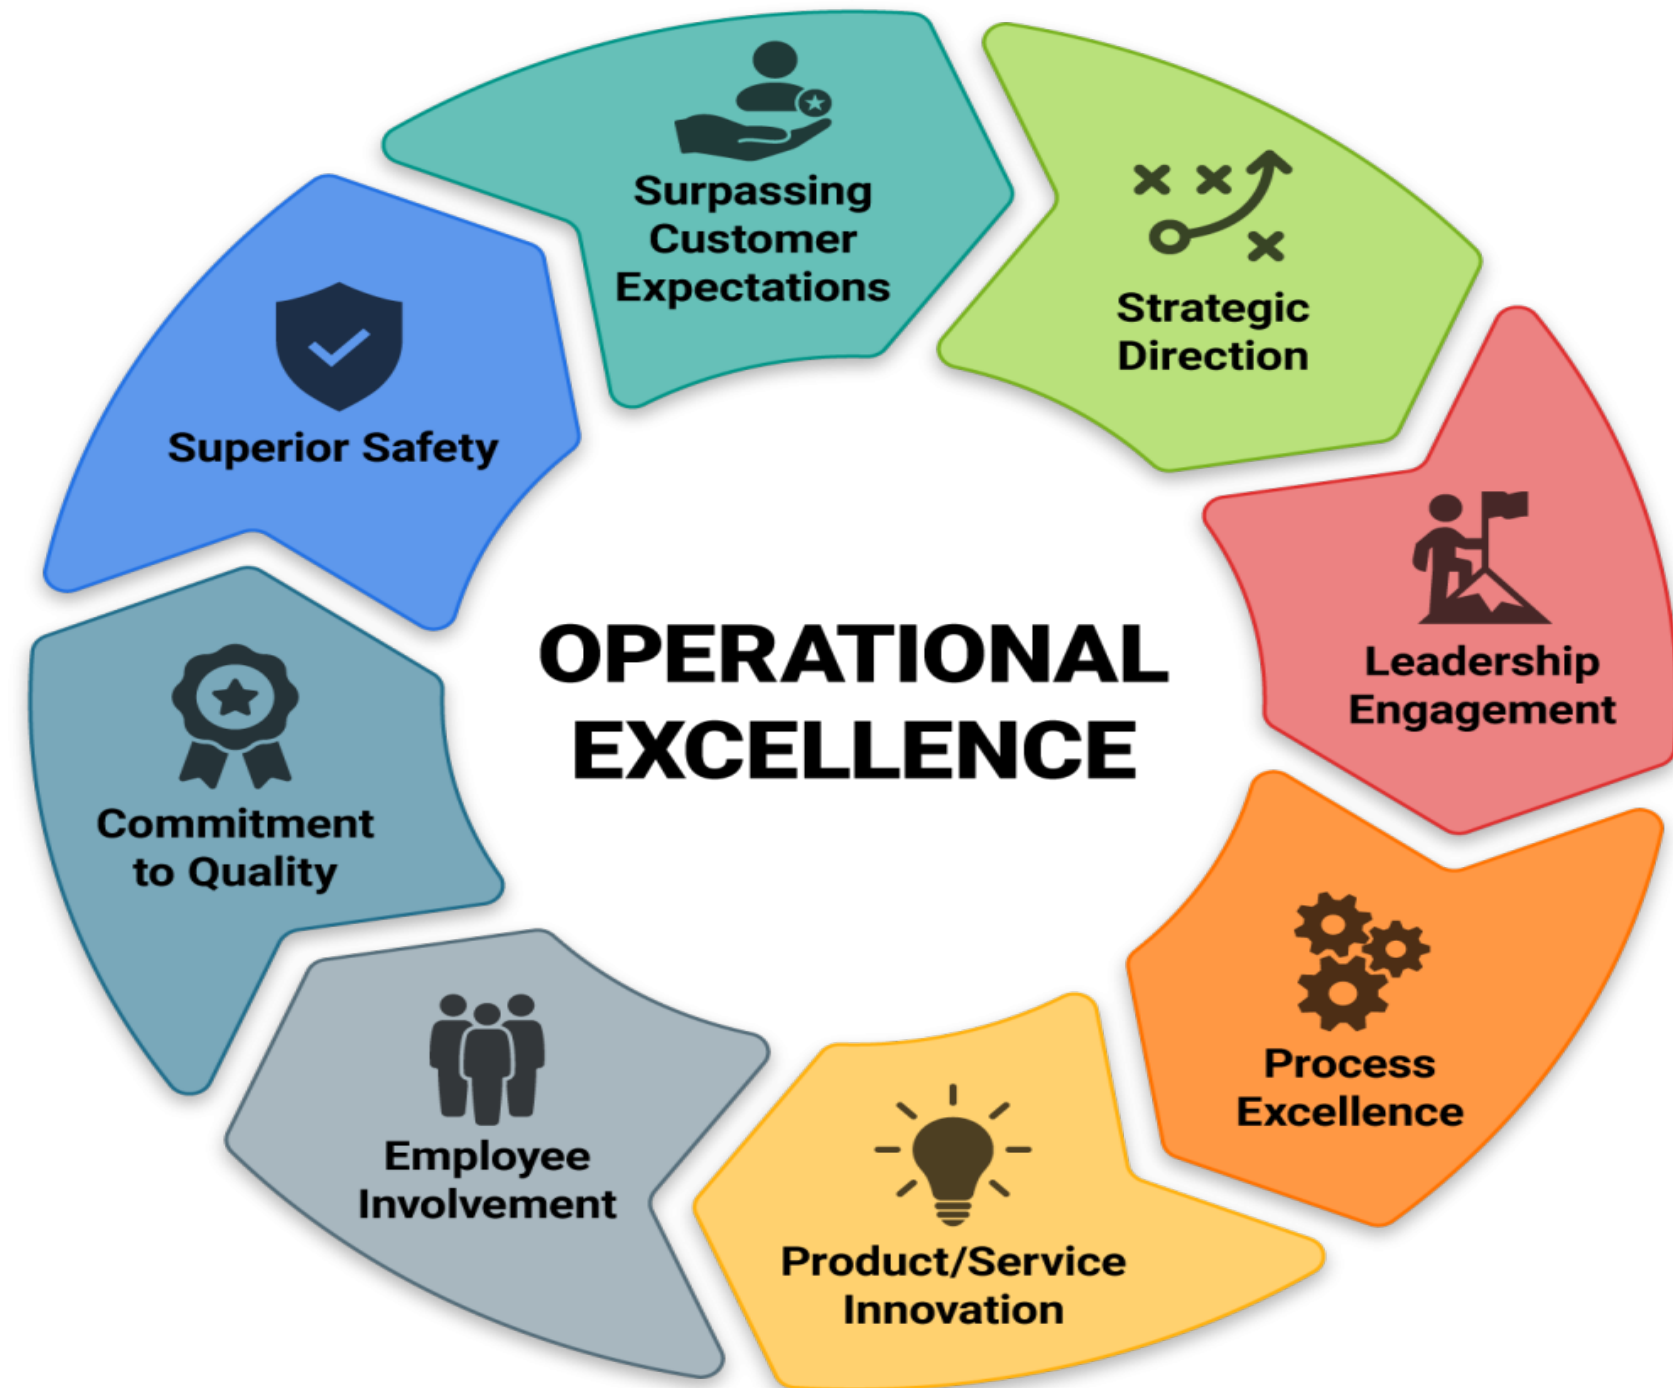 Surpassing
Customer
Expectations
Strategic
Direction
Leadership
Engagement
Process
Excellence
Product/Service
Innovation
Employee
Involvement
Commitment
to Quality
Superior Safety
OPERATIONAL
EXCELLENCE